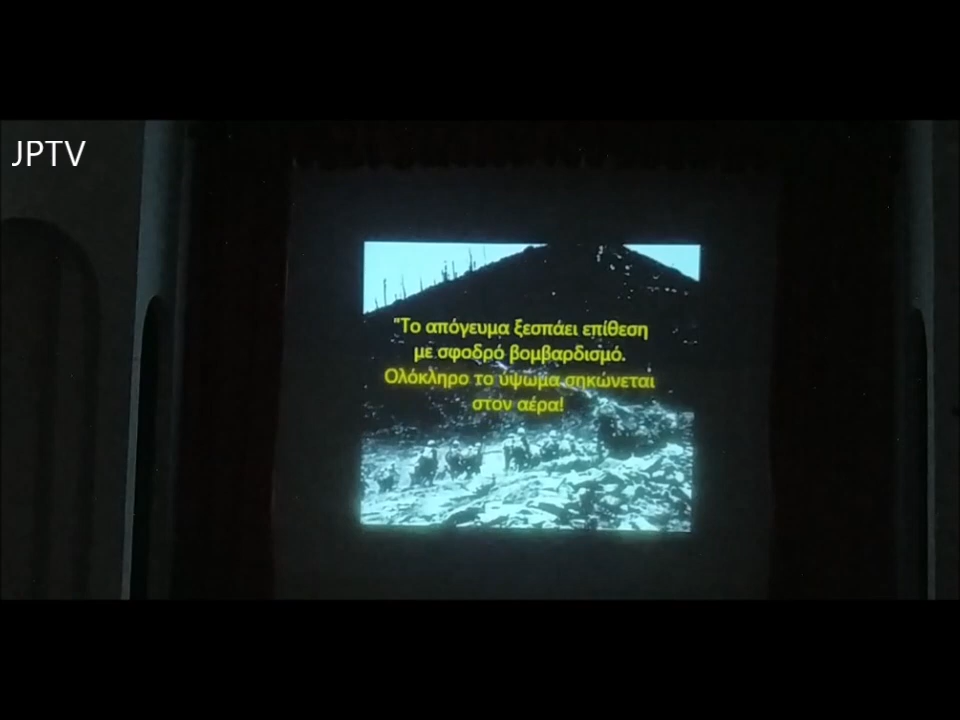 JPTV
"Το απόγευμα ξεσπάει επίθεση
με σφοδρό βομβαρδισμό.
Ολόκληρο το ύψωμα σηκώνεται
στον αέρα!